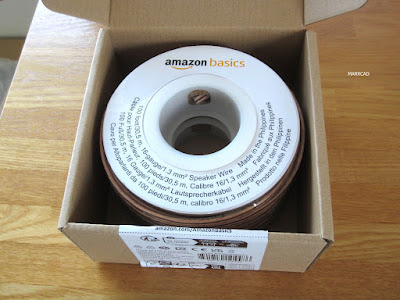 amazon basics
100 foot/30,5 m, 16 gauge/1.3 mm² Speaker Wire
Câble pour Haut-Parleur, 100 pieds/30,5 m, Calibre 16/1.3 mm²
100 Fuß/30,5 m, 16 Gauge/1.3 mm² Lautsprecherkabel
Cavo per Altoparlanti da 100 piedi/30,5 m, calibro 16/1.3 mm²
Made in the Philippines
Fabriqué aux Philippines
Hergestellt in den Philippinen
Prodotto nelle Filippine
amazon.com/AmazonBasics
MARXCAD